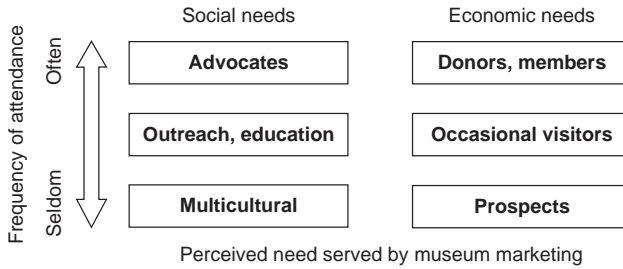 Social needs Economic needs
Frequency of attendance
Often
Seldom
Advocates Donors, members
Outreach, education Occasional visitors
Multicultural Prospects
Perceived need served by museum marketing